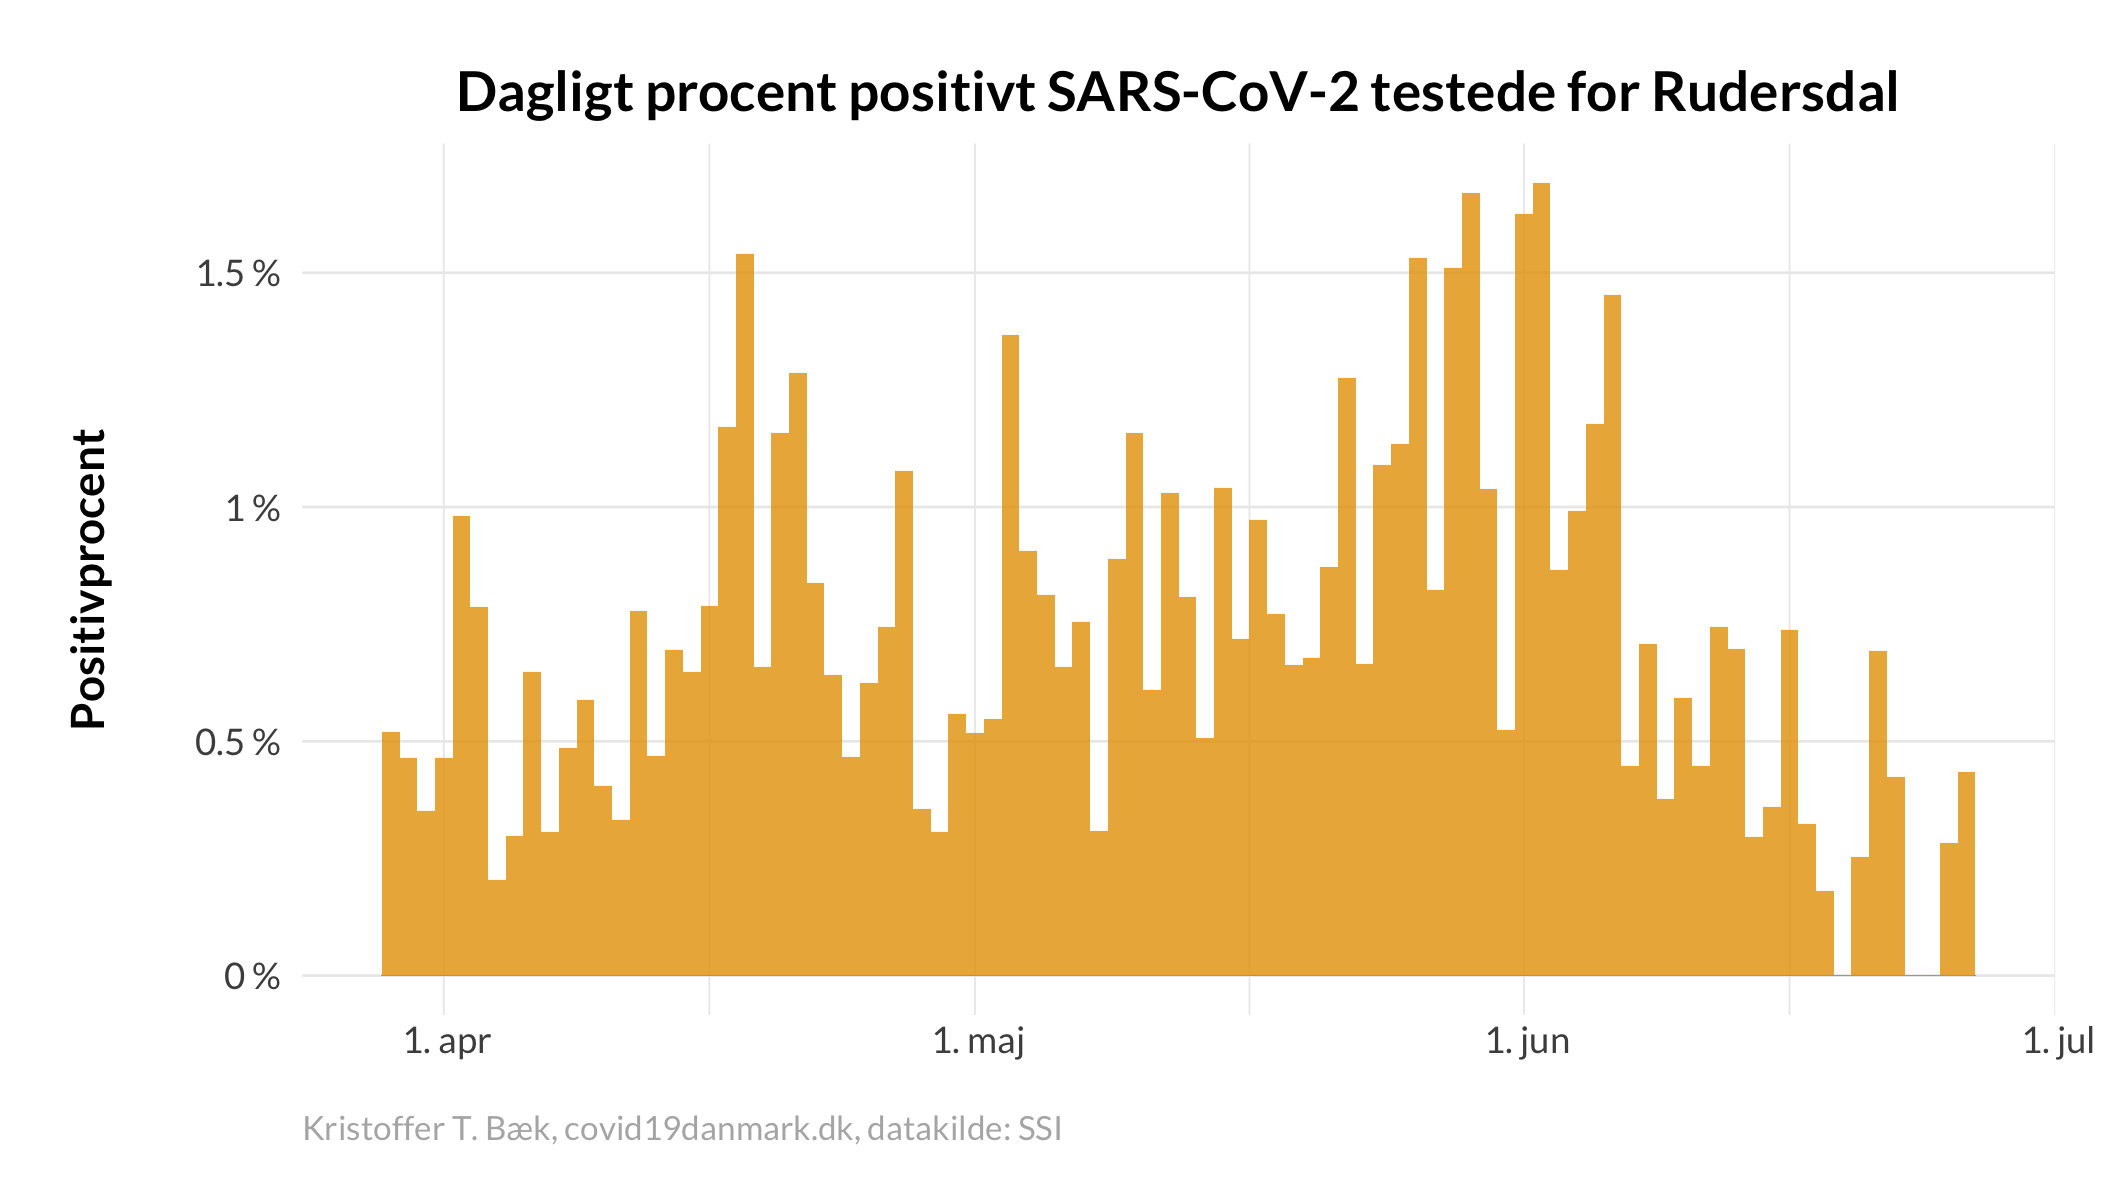 Dagligt procent positivt SARS-CoV-2 testede for Rudersdal
Positivprocent
1.5 %
1 %
0.5 %
0 %
1. apr
1. maj
1. jun
1. jul
Kristoffer T. Bæk, covid19danmark.dk, datakilde: SSI